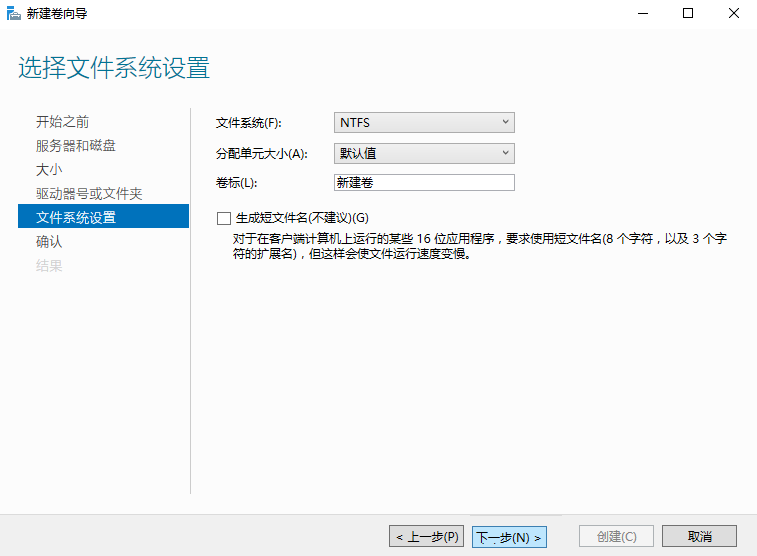 新建卷向导
选择文件系统设置
开始之前
服务器和磁盘
大小
驱动器号或文件夹
文件系统设置
确认
结果
文件系统(F): NTFS
分配单元大小(A): 默认值
卷标(L): 新建卷
生成短文件名(不建议)(G)
对于在客户端计算机上运行的某些 16 位应用程序，要求使用短文件名(8 个字符，以及 3 个字
符的扩展名)，但这样会使文件运行速度变慢。
< 上一步(P) 下一步(N) > 创建(C) 取消